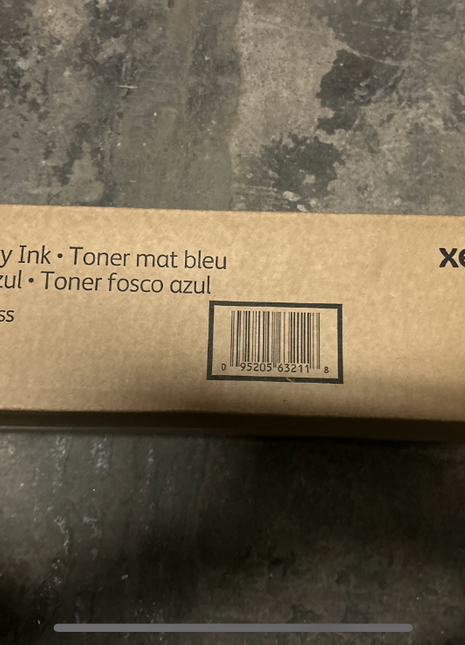 y Ink • Toner mat bleu
zul • Toner fosco azul
ss
xe
0 95205 63211 8